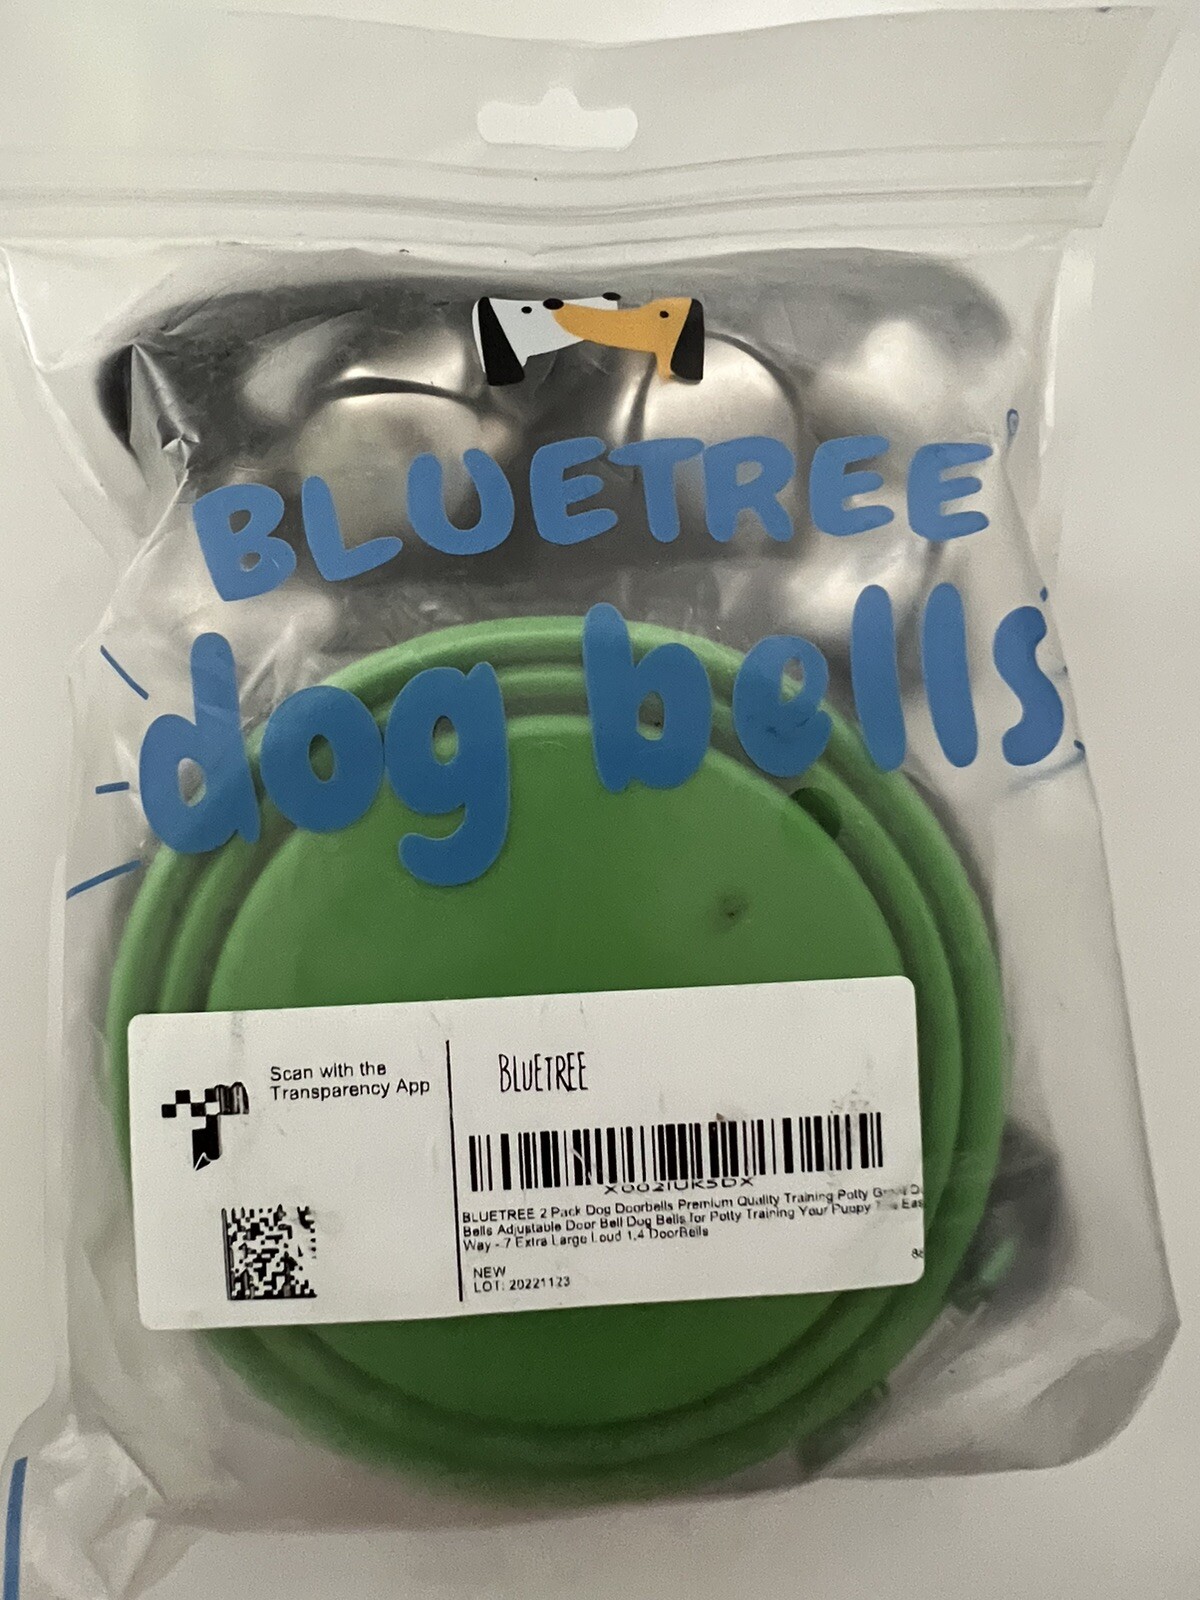 BLUETREE
dog bells
Scan with the
Transparency App
BLUETREE
X002IUK5DX
BLUETREE 2 Pack Dog Doorbells Premium Quality Training Potty
Bells Adjustable Door Bell Dog Bells for Potty Training Your Puppy
Way - 7 Extra Large Loud 1.4 DoorBells
NEW
LOT: 20221123